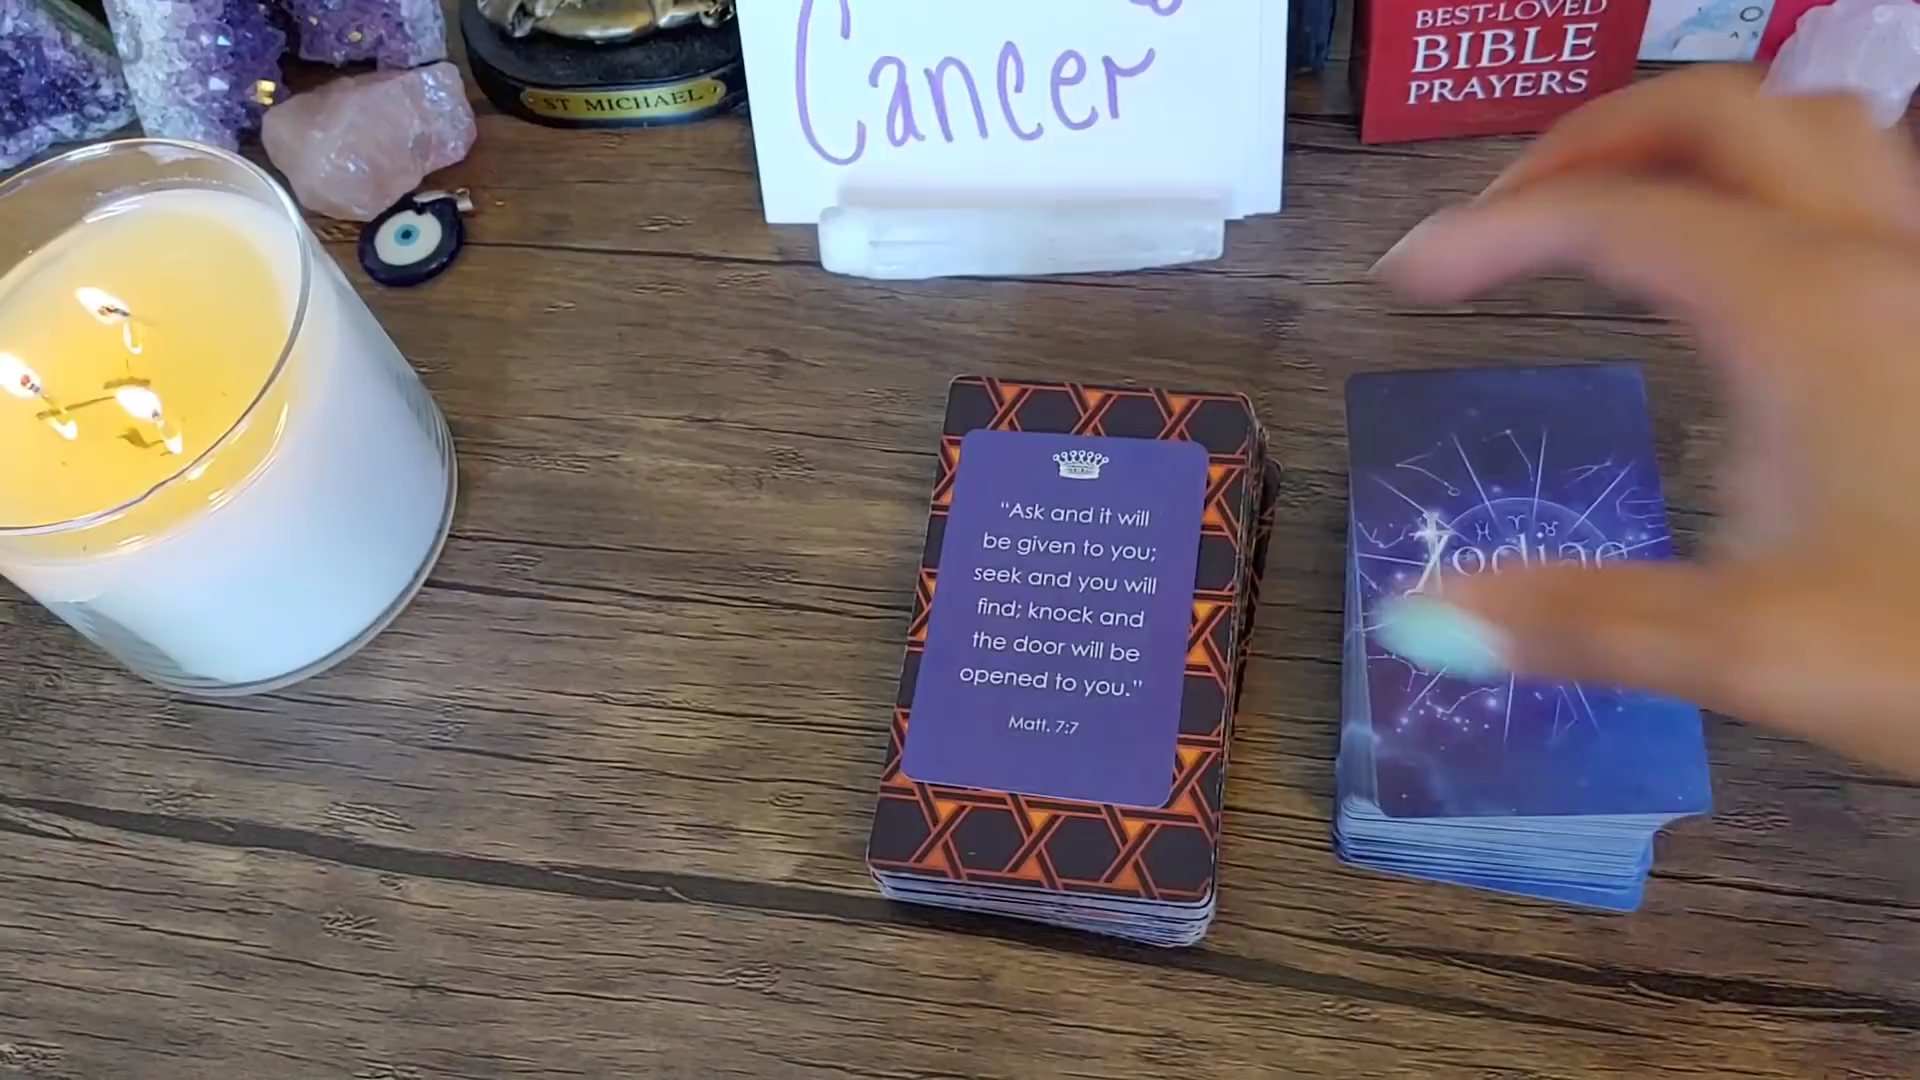 ST MICHAEL
Cancer
BEST-LOVED
BIBLE
PRAYERS
"Ask and it will
be given to you;
seek and you will
find; knock and
the door will be
opened to you."
Matt. 7:7
Zodiac